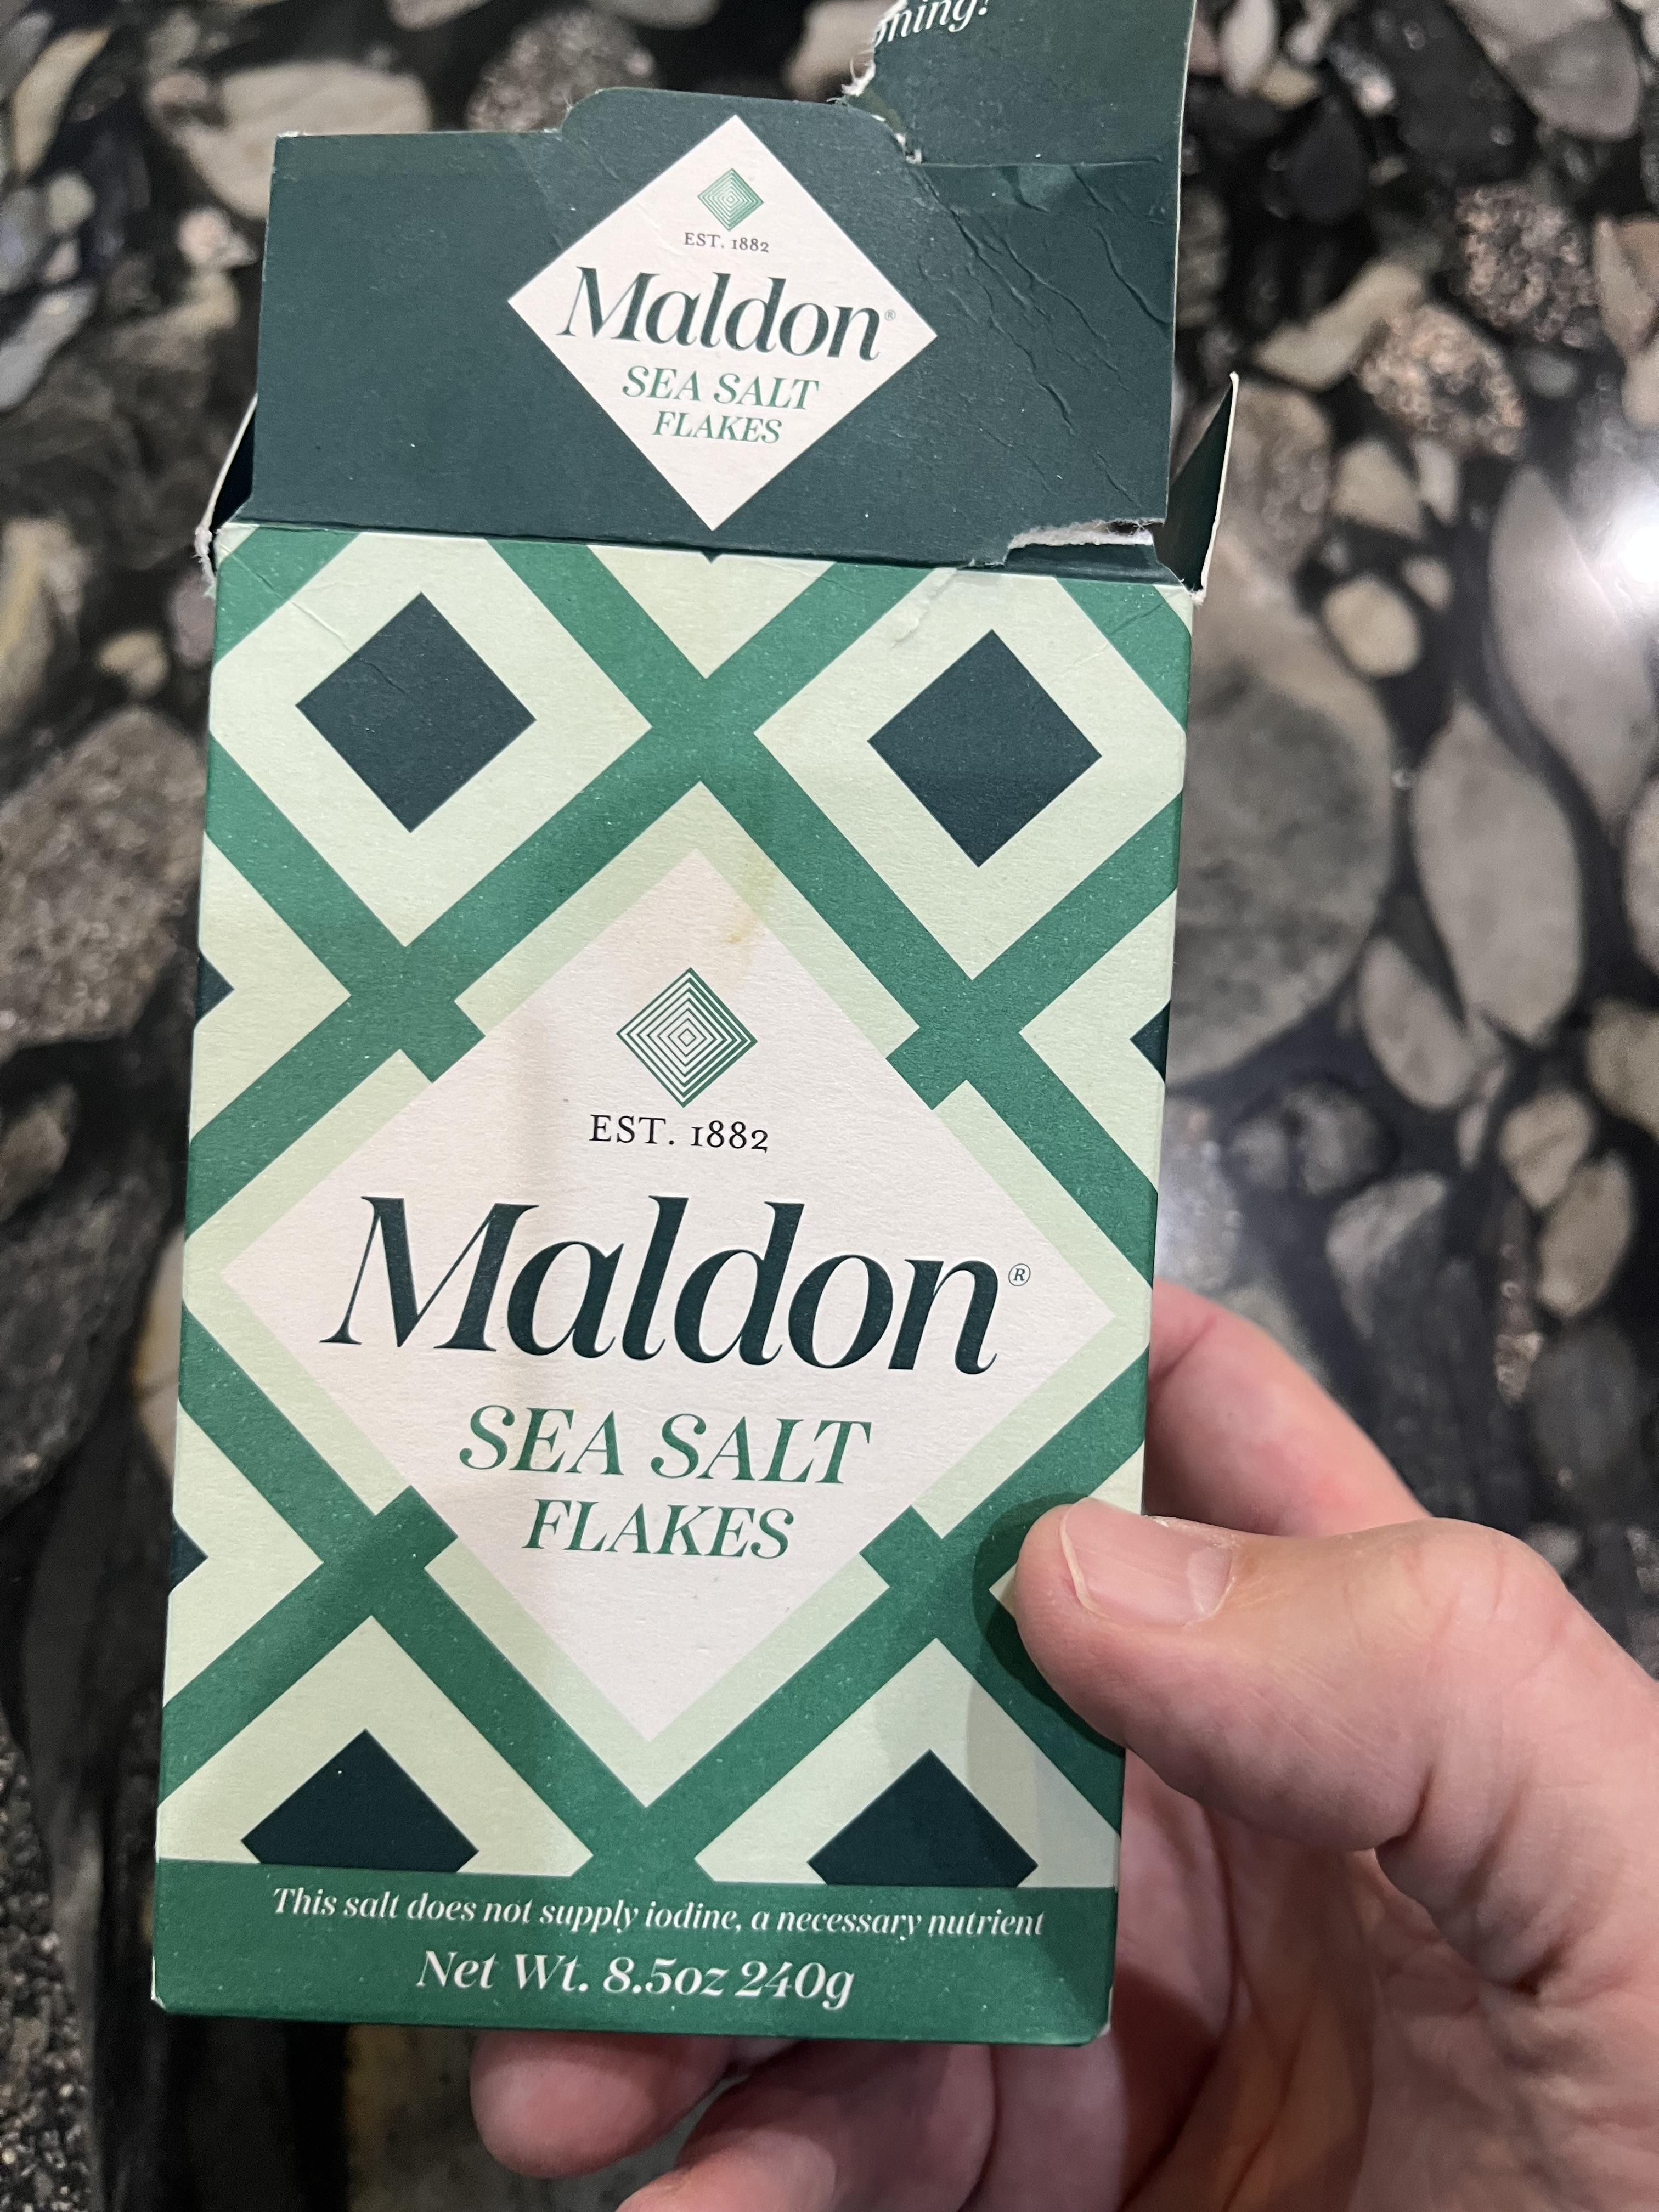 EST. 1882
Maldon®
SEA SALT
FLAKES
EST. 1882
Maldon®
SEA SALT
FLAKES
This salt does not supply iodine, a necessary nutrient
Net Wt. 8.5oz 240g